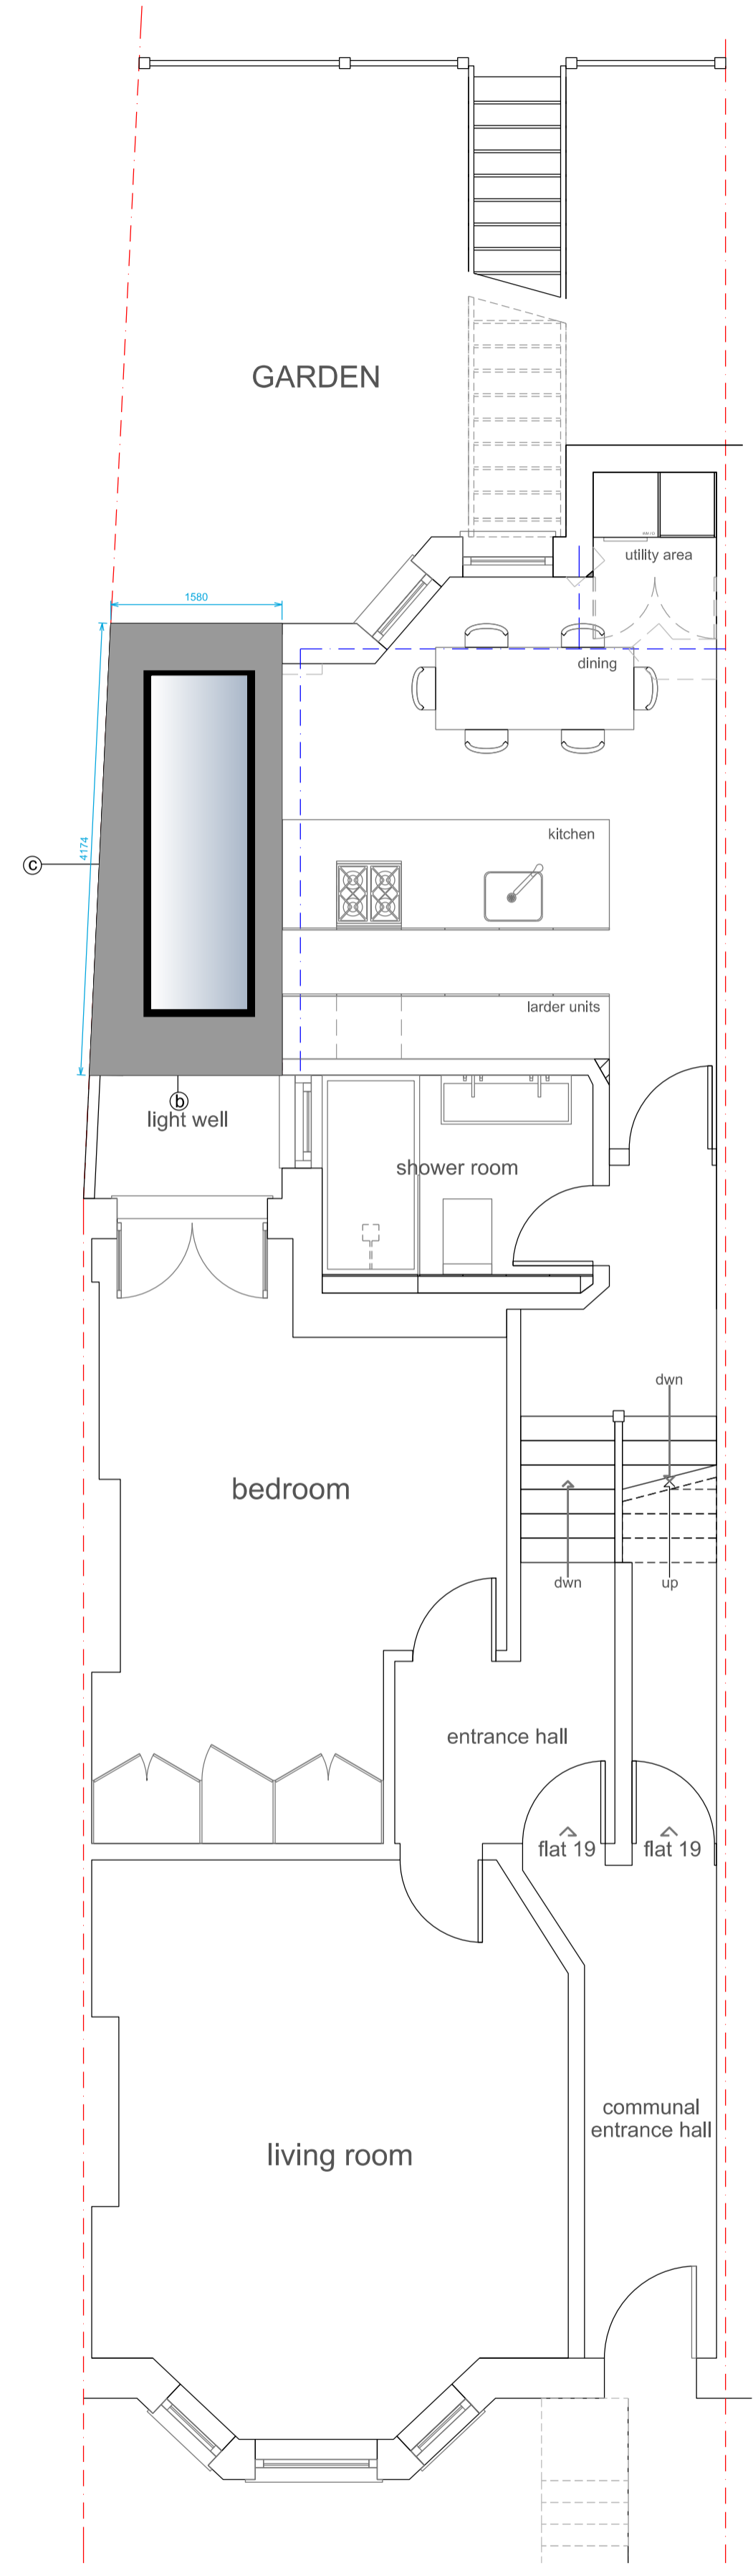 GARDEN
utility area
1580
dining
kitchen
4174
c
larder units
b
light well
shower room
dwn
bedroom
dwn
up
entrance hall
flat 19
flat 19
communal
entrance hall
living room